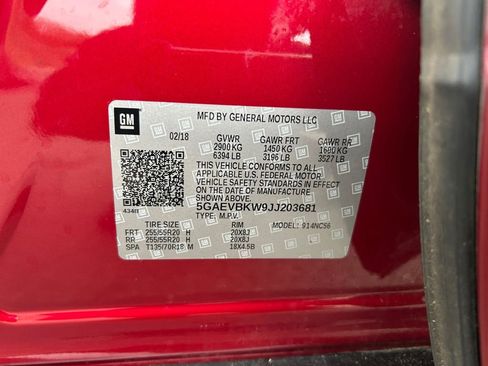 GM
MFD BY GENERAL MOTORS LLC
02/18 GVWR GAWR FRT GAWR RR
2900 KG 1450 KG 1600 KG
6394 LB 3196 LB 3527 LB
THIS VEHICLE CONFORMS TO ALL
APPLICABLE U.S. FEDERAL MOTOR
VEHICLE SAFETY STANDARDS IN EFFECT
ON THE DATE OF MANUFACTURE
SHOWN ABOVE.
5GAEVBKW9JJ203681
TYPE: M.P.V. 914NC56
TIRE SIZE RIM
FRT 255/55R20 H 20X8J
RR 255/55R20 H 20X8J
SPA T135/70R18 M 18X4.5B